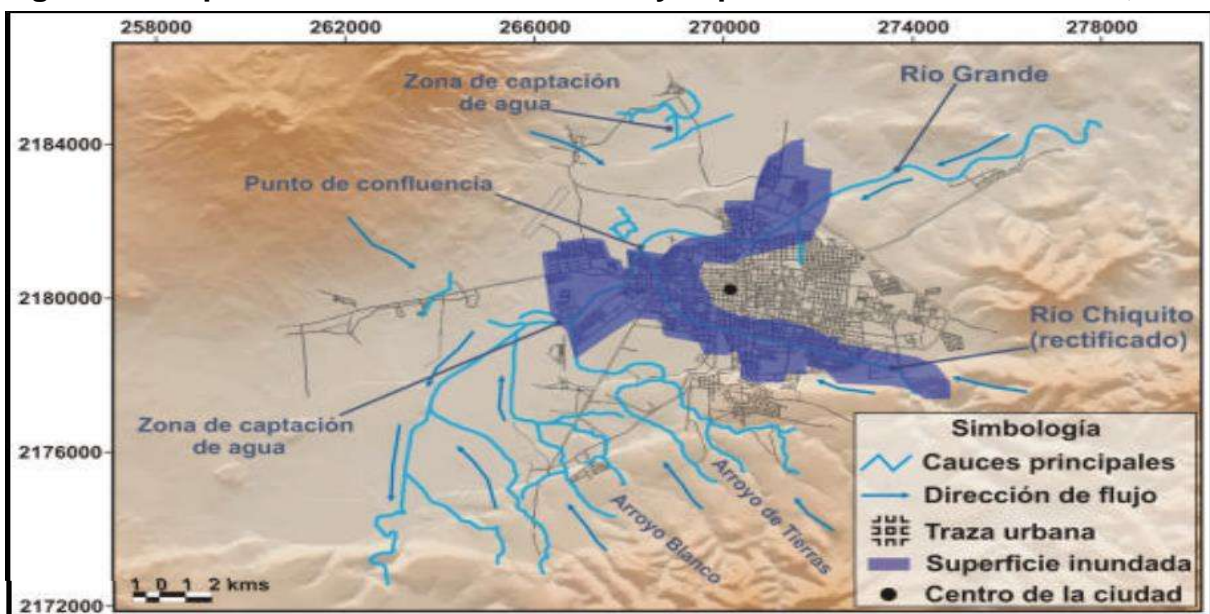 258000 262000 266000 270000 274000 278000
2184000
2180000
2176000
2172000
Zona de captación
de agua
Río Grande
Punto de confluencia
Río Chiquito
(rectificado)
Zona de captación
de agua
Arroyo de Tierras
Arroyo Blanco
1 0 1 2 kms
Simbología
Cauces principales
Dirección de flujo
Traza urbana
Superficie inundada
Centro de la ciudad